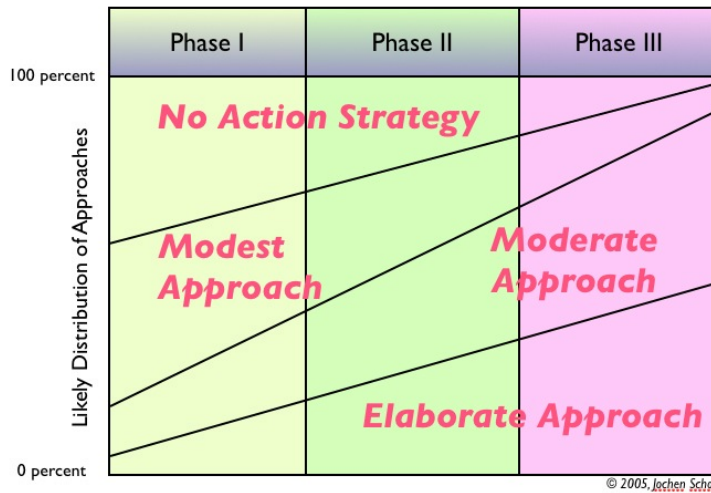 Phase I
Phase II
Phase III
100 percent
No Action Strategy
Likely Distribution of Approaches
Modest
Approach
Moderate
Approach
Elaborate Approach
0 percent
© 2005, Jochen